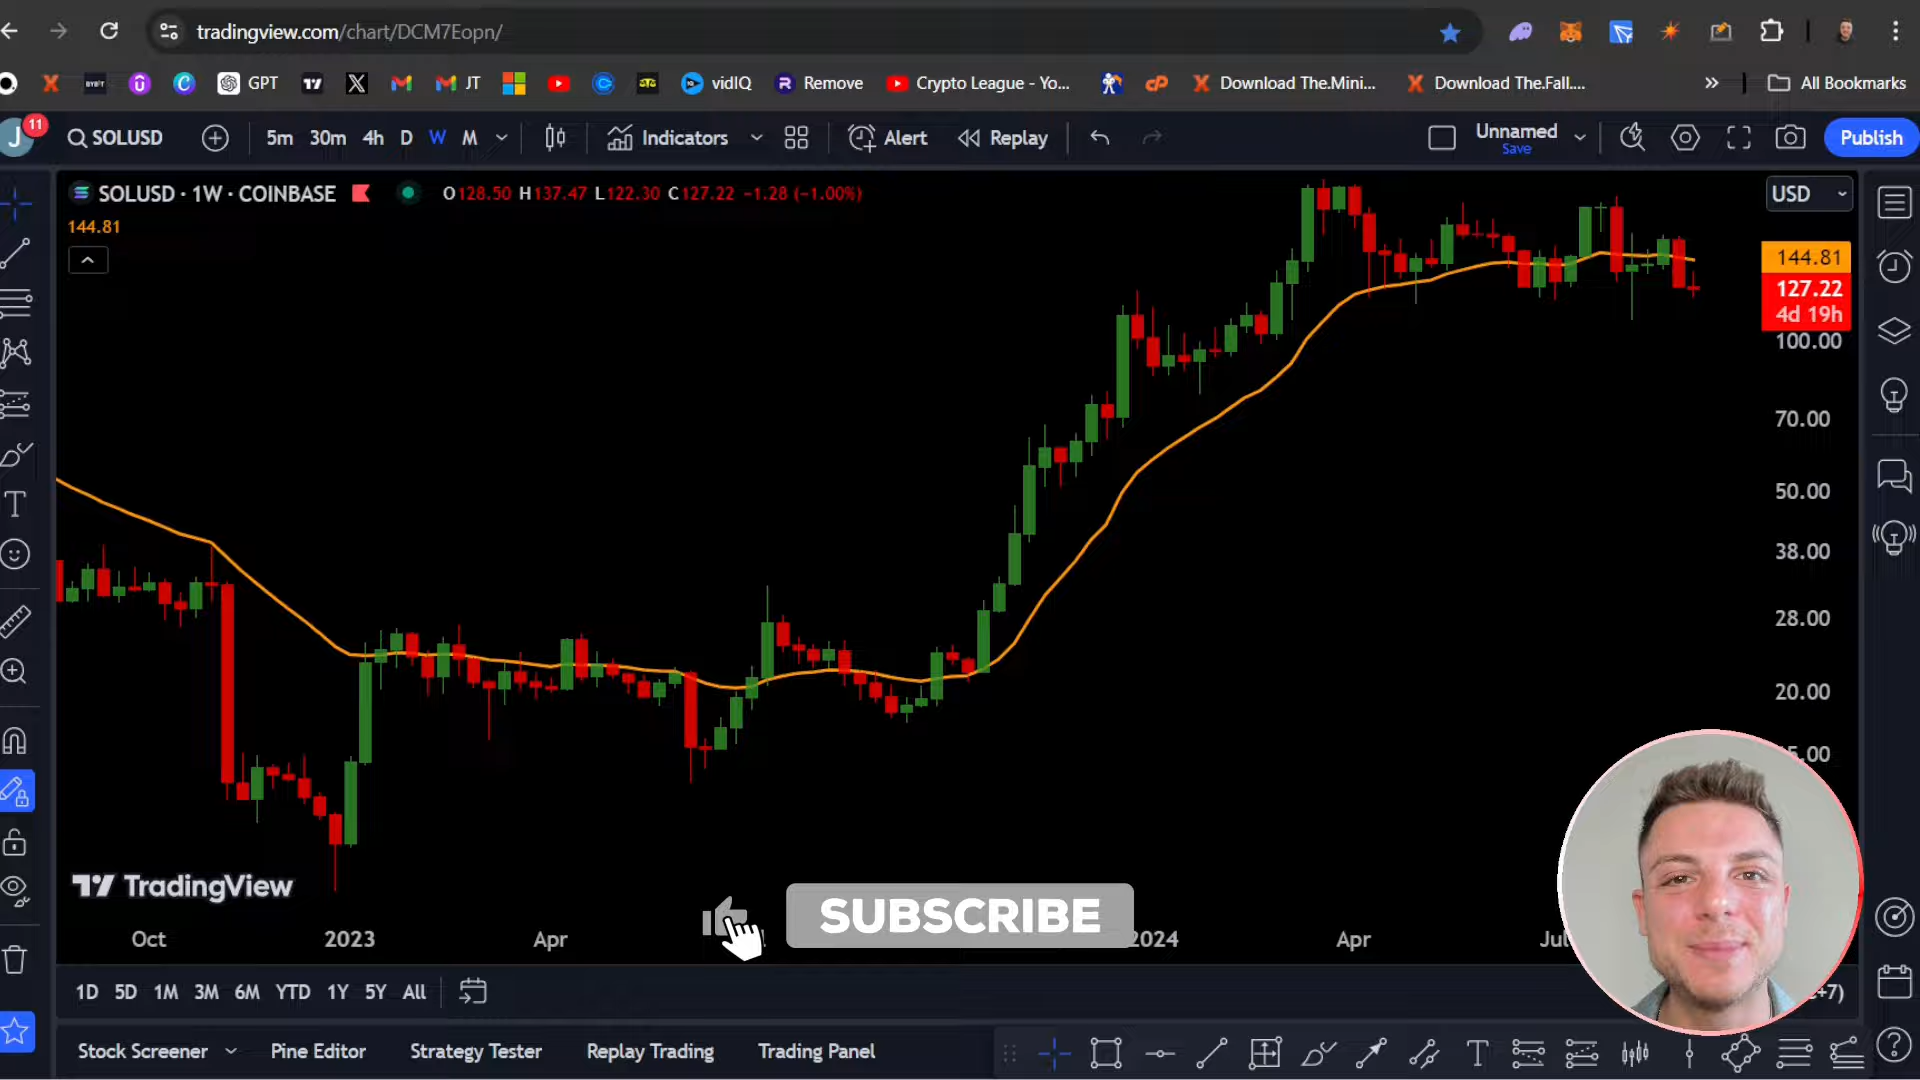 tradingview.com/chart/DCM7Eopn/
GPT
JT
vidIQ
Remove
Crypto League - Yo...
Download The.Mini...
Download The.Fall....
All Bookmarks
J 11
SOLUSD
5m 30m 4h D W M
Indicators
Alert
Replay
Unnamed
Save
Publish
SOLUSD · 1W · COINBASE
O128.50 H137.47 L122.30 C127.22 −1.28 (−1.00%)
144.81
USD
144.81
127.22
4d 19h
100.00
70.00
50.00
38.00
28.00
20.00
5.00
TradingView
SUBSCRIBE
Oct 2023 Apr 2024 Apr Jul
1D 5D 1M 3M 6M YTD 1Y 5Y All
+7)
Stock Screener
Pine Editor
Strategy Tester
Replay Trading
Trading Panel